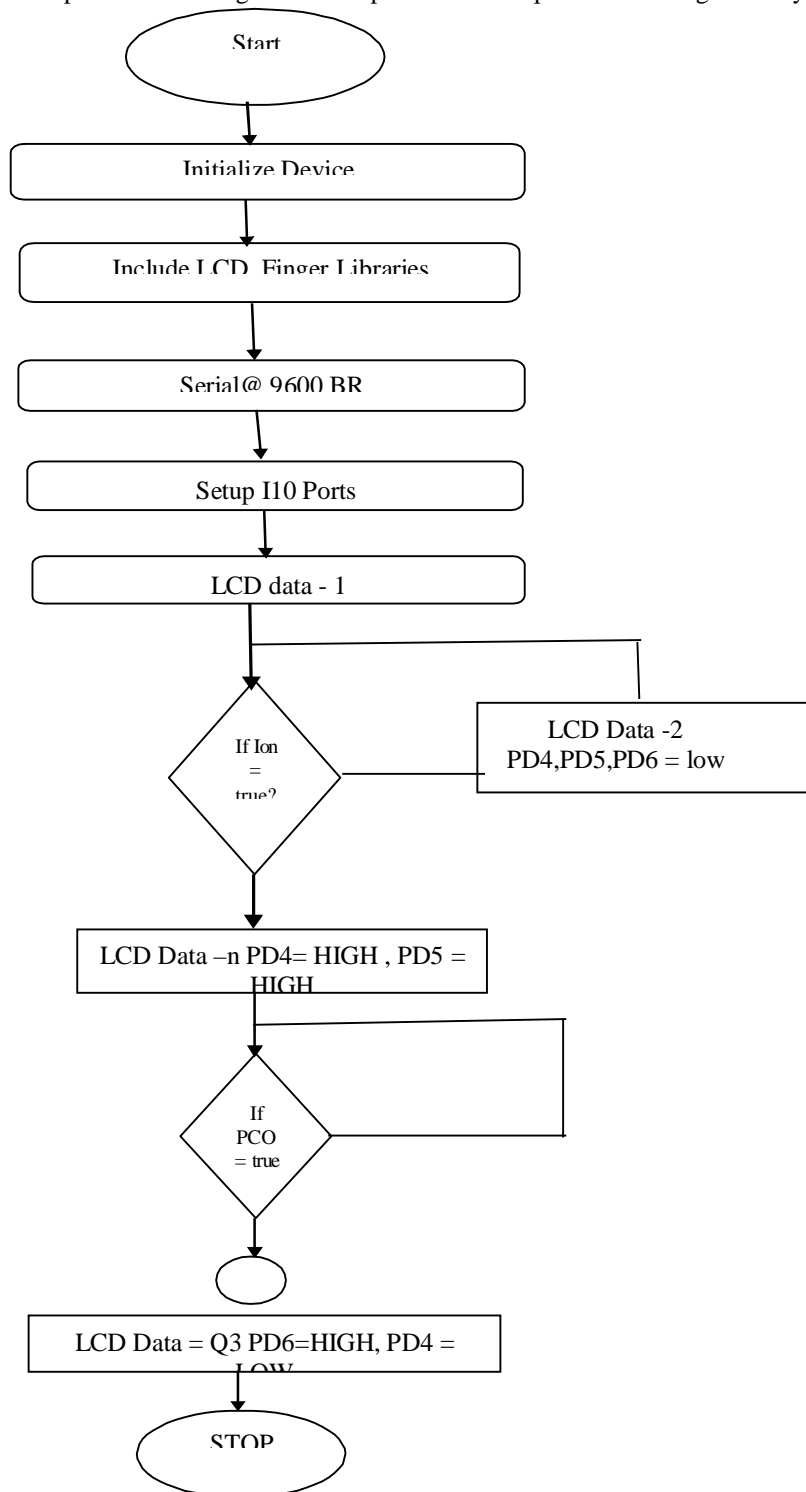 Start
Initialize Device
Include LCD, Finger Libraries
Serial@ 9600 BR
Setup I10 Ports
LCD data - 1
If Ion
=
true?
LCD Data -2
PD4,PD5,PD6 = low
LCD Data –n PD4= HIGH , PD5 =
HIGH
If
PCO
= true
LCD Data = Q3 PD6=HIGH, PD4 =
LOW
STOP